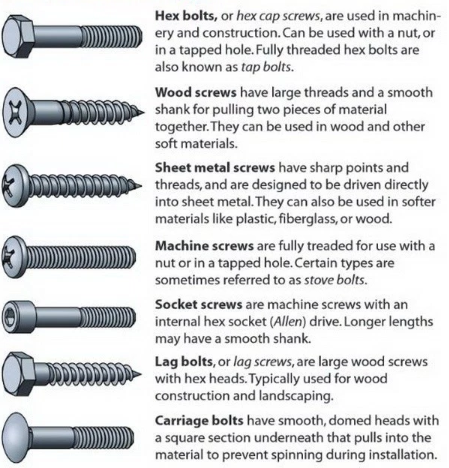 Hex bolts, or hex cap screws, are used in machin-
ery and construction. Can be used with a nut, or
in a tapped hole. Fully threaded hex bolts are
also known as tap bolts.
Wood screws have large threads and a smooth
shank for pulling two pieces of material
together. They can be used in wood and other
soft materials.
Sheet metal screws have sharp points and
threads, and are designed to be driven directly
into sheet metal. They can also be used in softer
materials like plastic, fiberglass, or wood.
Machine screws are fully treaded for use with a
nut or in a tapped hole. Certain types are
sometimes referred to as stove bolts.
Socket screws are machine screws with an
internal hex socket (Allen) drive. Longer lengths
may have a smooth shank.
Lag bolts, or lag screws, are large wood screws
with hex heads. Typically used for wood
construction and landscaping.
Carriage bolts have smooth, domed heads with
a square section underneath that pulls into the
material to prevent spinning during installation.